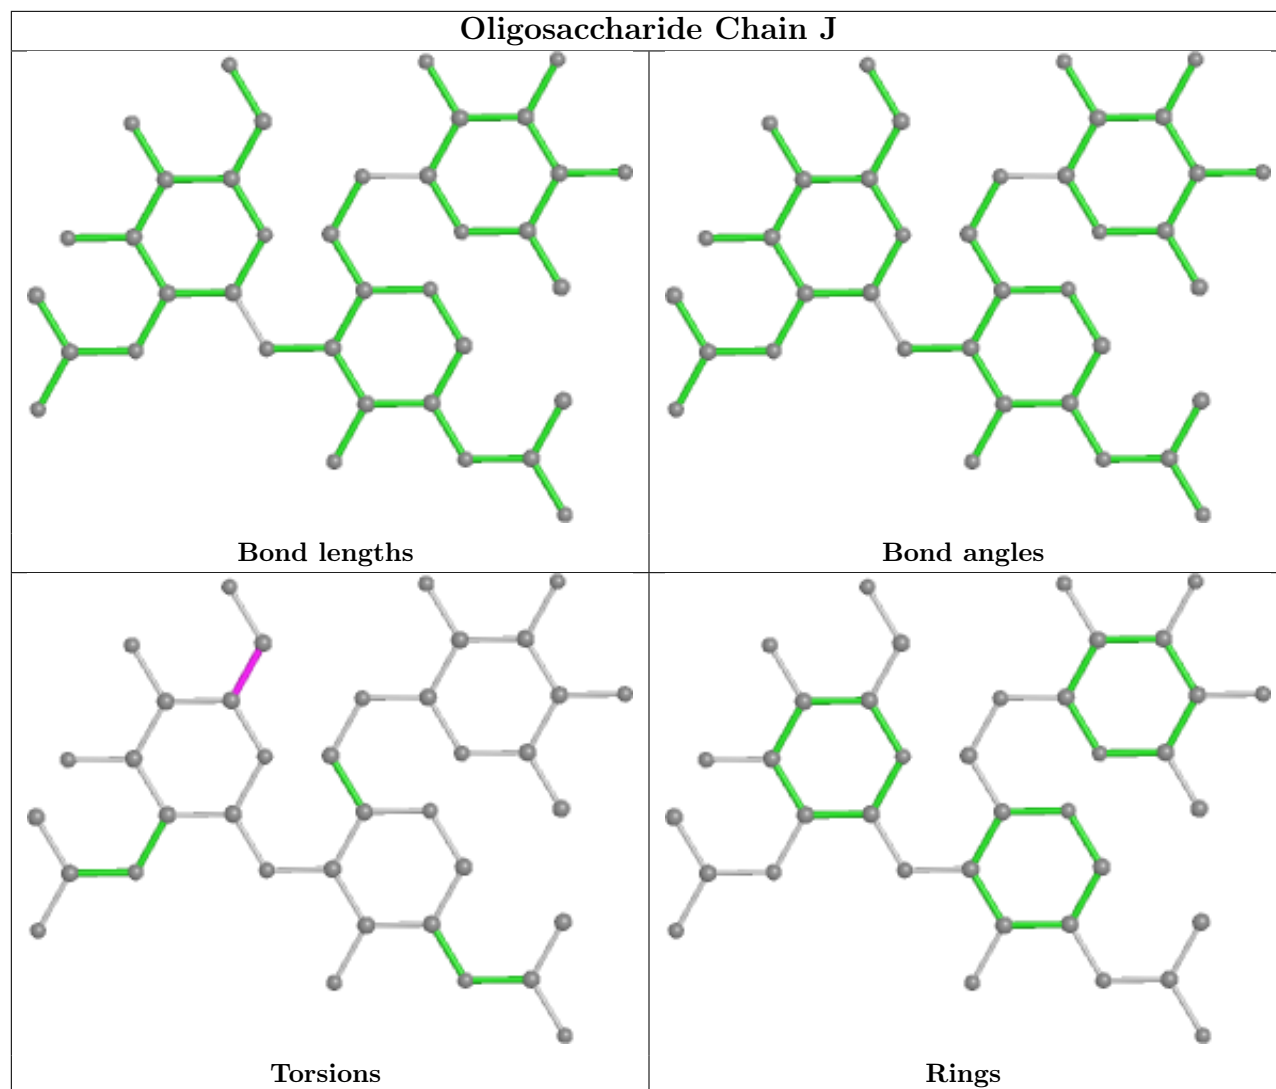 Oligosaccharide Chain J
Bond lengths
Bond angles
Torsions
Rings